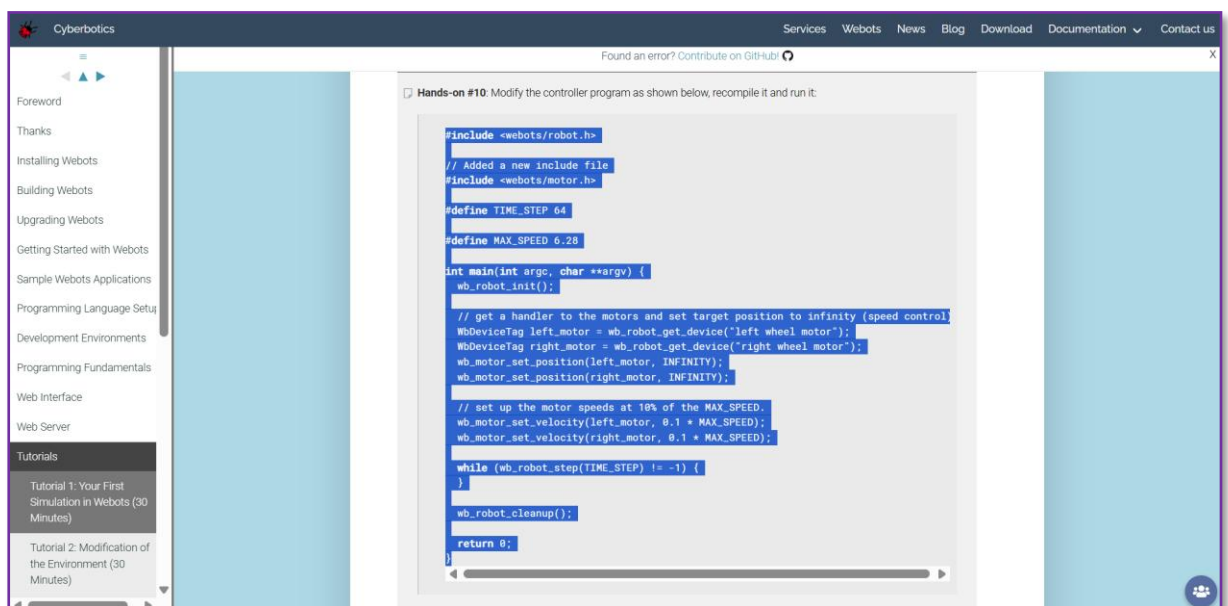 Cyberbotics
Services Webots News Blog Download Documentation Contact us
Found an error? Contribute on GitHub!
X
Foreword
Thanks
Installing Webots
Building Webots
Upgrading Webots
Getting Started with Webots
Sample Webots Applications
Programming Language Setup
Development Environments
Programming Fundamentals
Web Interface
Web Server
Tutorials
Tutorial 1: Your First
Simulation in Webots (30
Minutes)
Tutorial 2: Modification of
the Environment (30
Minutes)
Hands-on #10: Modify the controller program as shown below, recompile it and run it:
#include <webots/robot.h>
// Added a new include file
#include <webots/motor.h>
#define TIME_STEP 64
#define MAX_SPEED 6.28
int main(int argc, char **argv) {
wb_robot_init();
// get a handler to the motors and set target position to infinity (speed control)
WbDeviceTag left_motor = wb_robot_get_device("left wheel motor");
WbDeviceTag right_motor = wb_robot_get_device("right wheel motor");
wb_motor_set_position(left_motor, INFINITY);
wb_motor_set_position(right_motor, INFINITY);
// set up the motor speeds at 10% of the MAX_SPEED.
wb_motor_set_velocity(left_motor, 0.1 * MAX_SPEED);
wb_motor_set_velocity(right_motor, 0.1 * MAX_SPEED);
while (wb_robot_step(TIME_STEP) != -1) {
}
wb_robot_cleanup();
return 0;
}